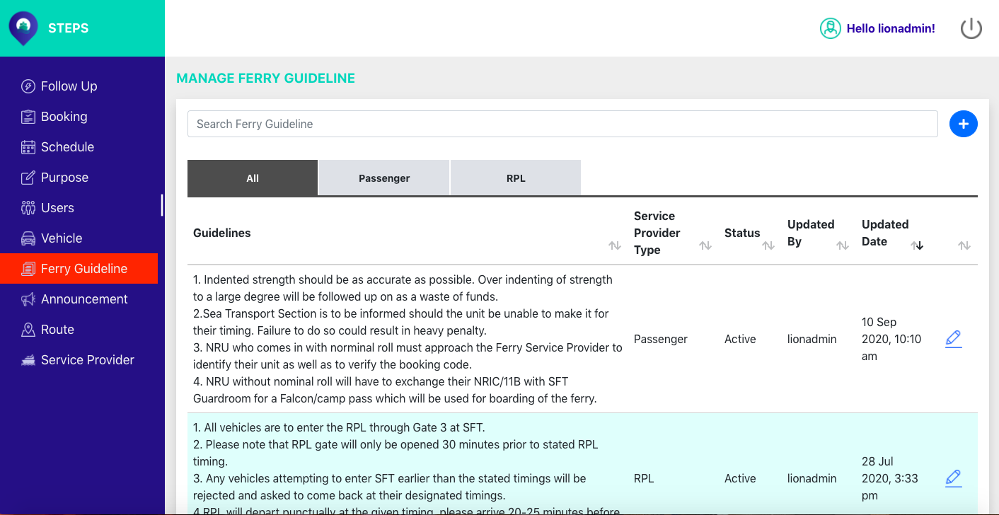 STEPS
Hello lionadmin!
Follow Up
Booking
Schedule
Purpose
Users
Vehicle
Ferry Guideline
Announcement
Route
Service Provider
MANAGE FERRY GUIDELINE
Search Ferry Guideline
All
Passenger
RPL
Guidelines
Service
Provider
Type
Status
Updated
By
Updated
Date
1. Indented strength should be as accurate as possible. Over indenting of strength
to a large degree will be followed up on as a waste of funds.
2.Sea Transport Section is to be informed should the unit be unable to make it for
their timing. Failure to do so could result in heavy penalty.
3. NRU who comes in with norminal roll must approach the Ferry Service Provider to
identify their unit as well as to verify the booking code.
4. NRU without nominal roll will have to exchange their NRIC/11B with SFT
Guardroom for a Falcon/camp pass which will be used for boarding of the ferry.
Passenger
Active
lionadmin
10 Sep
2020, 10:10
am
1. All vehicles are to enter the RPL through Gate 3 at SFT.
2. Please note that RPL gate will only be opened 30 minutes prior to stated RPL
timing.
3. Any vehicles attempting to enter SFT earlier than the stated timings will be
rejected and asked to come back at their designated timings.
4.RPL will depart punctually at the given timing, please arrive 20-25 minutes before
RPL
Active
lionadmin
28 Jul
2020, 3:33
pm